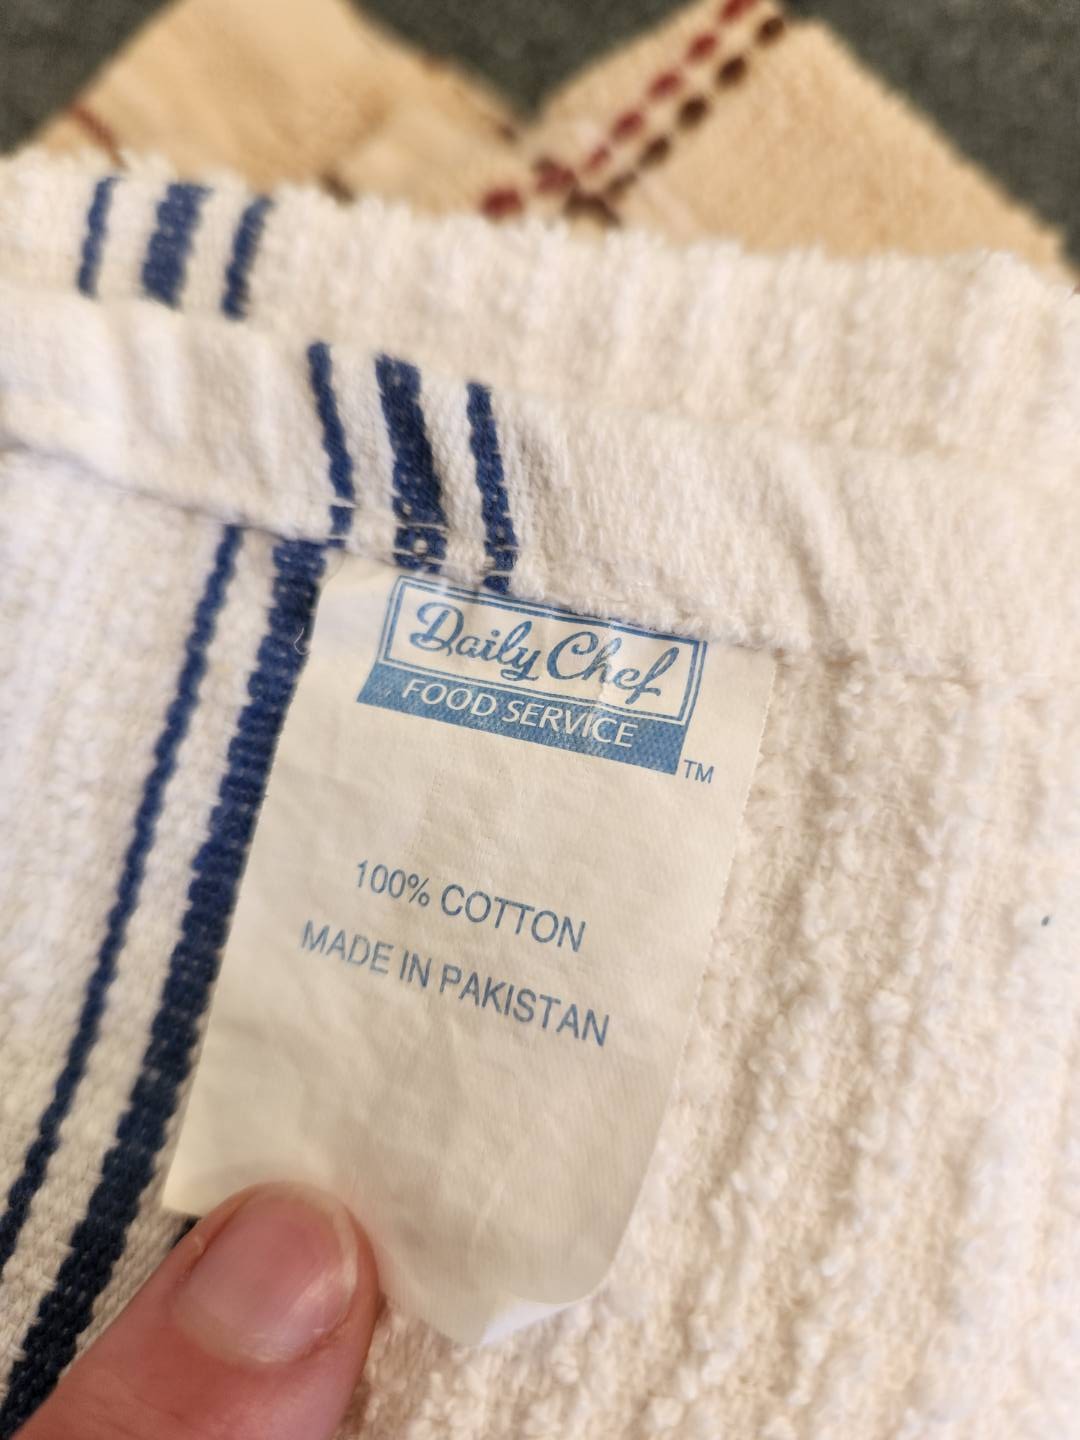 Daily Chef
FOOD SERVICE
TM
100% COTTON
MADE IN PAKISTAN